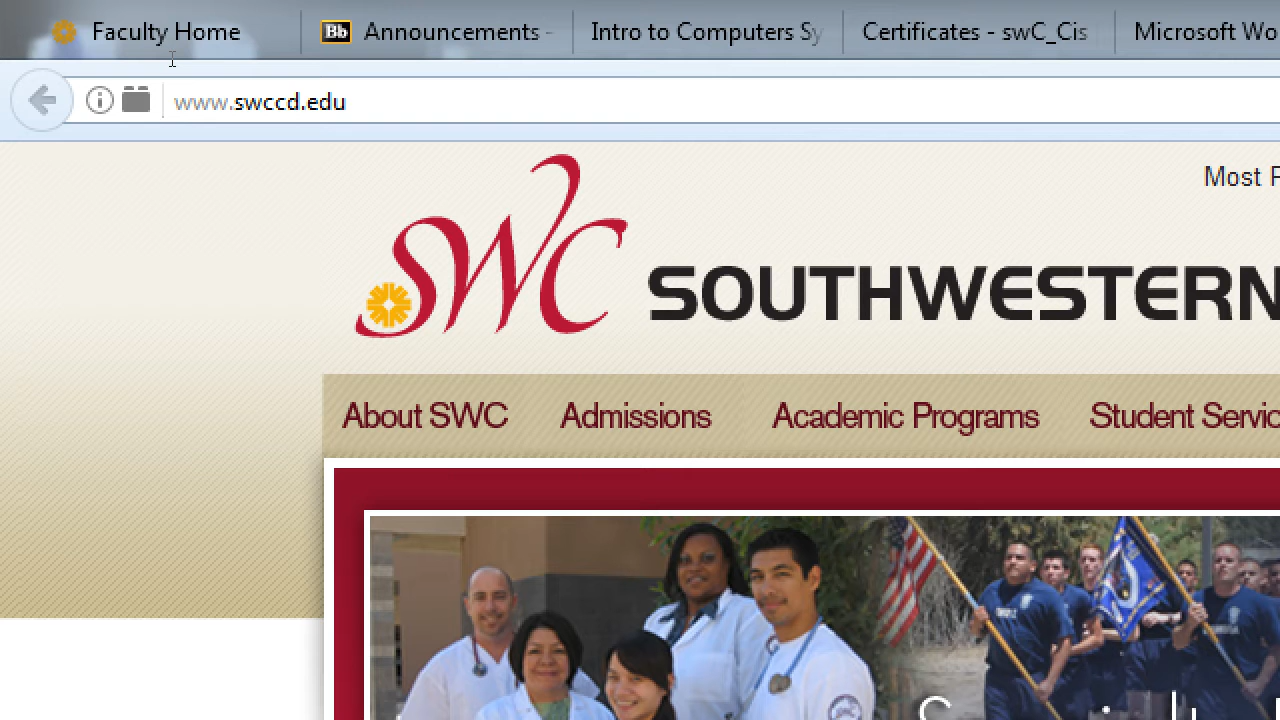 Faculty Home
Bb Announcements -
Intro to Computers Sy
Certificates - swC_Cis
Microsoft Wo
www.swccd.edu
Most P
SWC SOUTHWESTERN
About SWC
Admissions
Academic Programs
Student Servic